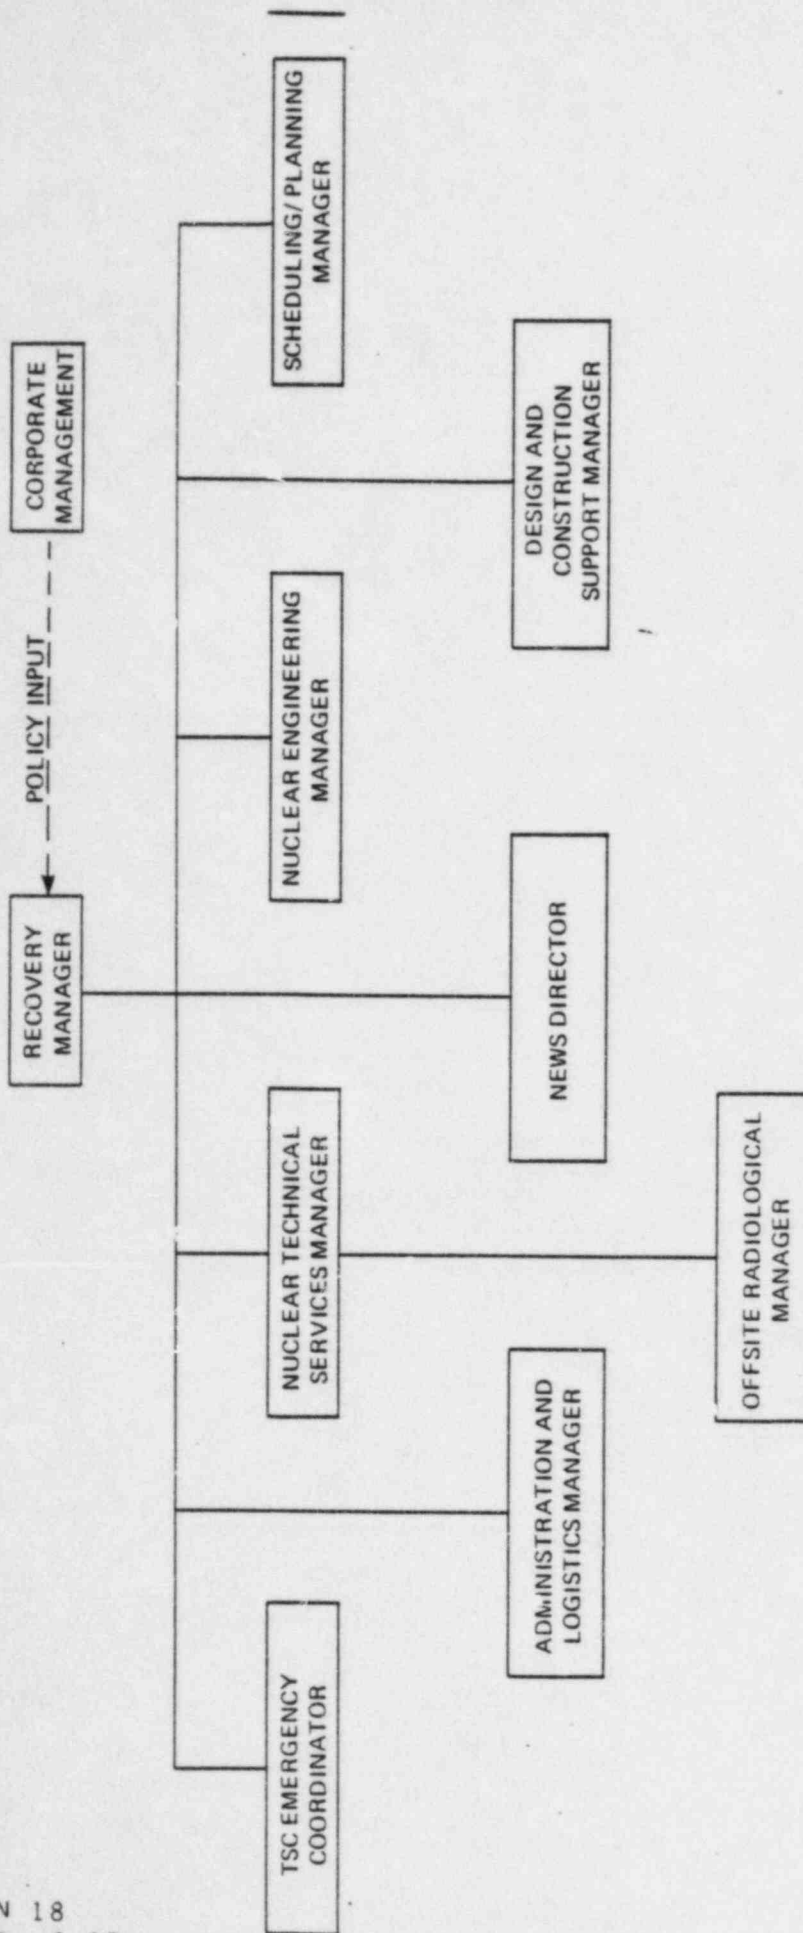 CORPORATE
MANAGEMENT
POLICY INPUT
RECOVERY
MANAGER
SCHEDULING/PLANNING
MANAGER
NUCLEAR ENGINEERING
MANAGER
NUCLEAR TECHNICAL
SERVICES MANAGER
TSC EMERGENCY
COORDINATOR
DESIGN AND
CONSTRUCTION
SUPPORT MANAGER
NEWS DIRECTOR
ADMINISTRATION AND
LOGISTICS MANAGER
OFFSITE RADIOLOGICAL
MANAGER
18